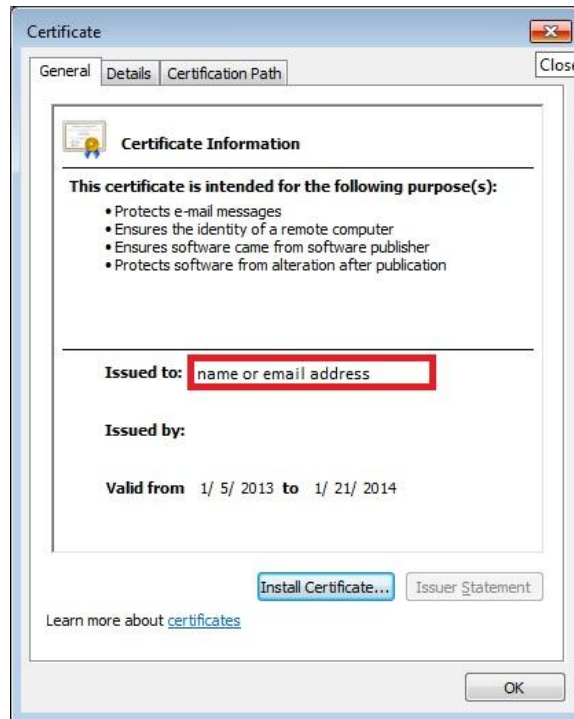 Certificate
General Details Certification Path
Close
Certificate Information
This certificate is intended for the following purpose(s):
• Protects e-mail messages
• Ensures the identity of a remote computer
• Ensures software came from software publisher
• Protects software from alteration after publication
Issued to: name or email address
Issued by:
Valid from 1/ 5/ 2013 to 1/ 21/ 2014
Install Certificate... Issuer Statement
Learn more about certificates
OK